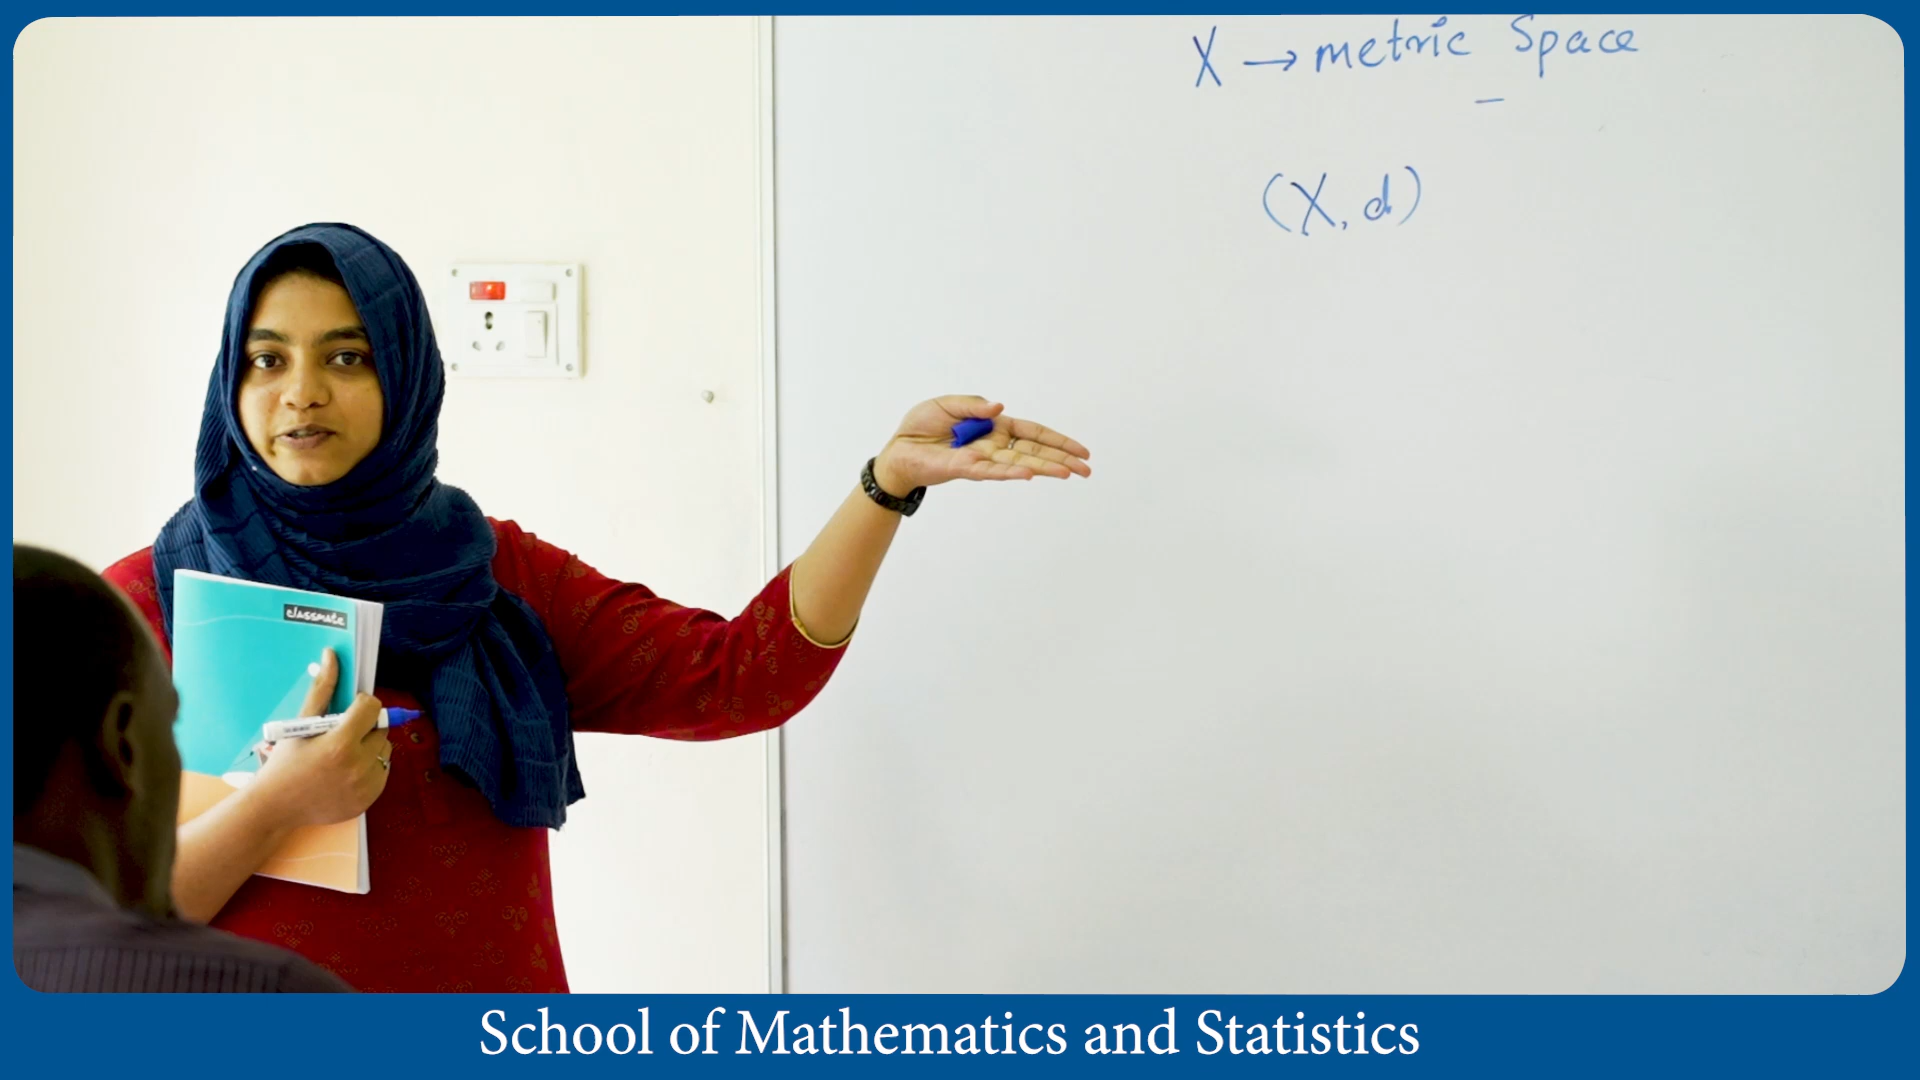 X → metric Space
(X, d)
classmate
School of Mathematics and Statistics